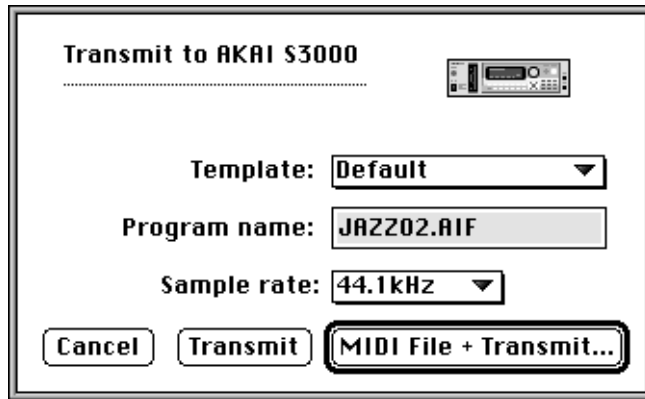 Transmit to AKAI S3000
Template: Default
Program name: JAZZ02.AIF
Sample rate: 44.1kHz
Cancel Transmit MIDI File + Transmit...